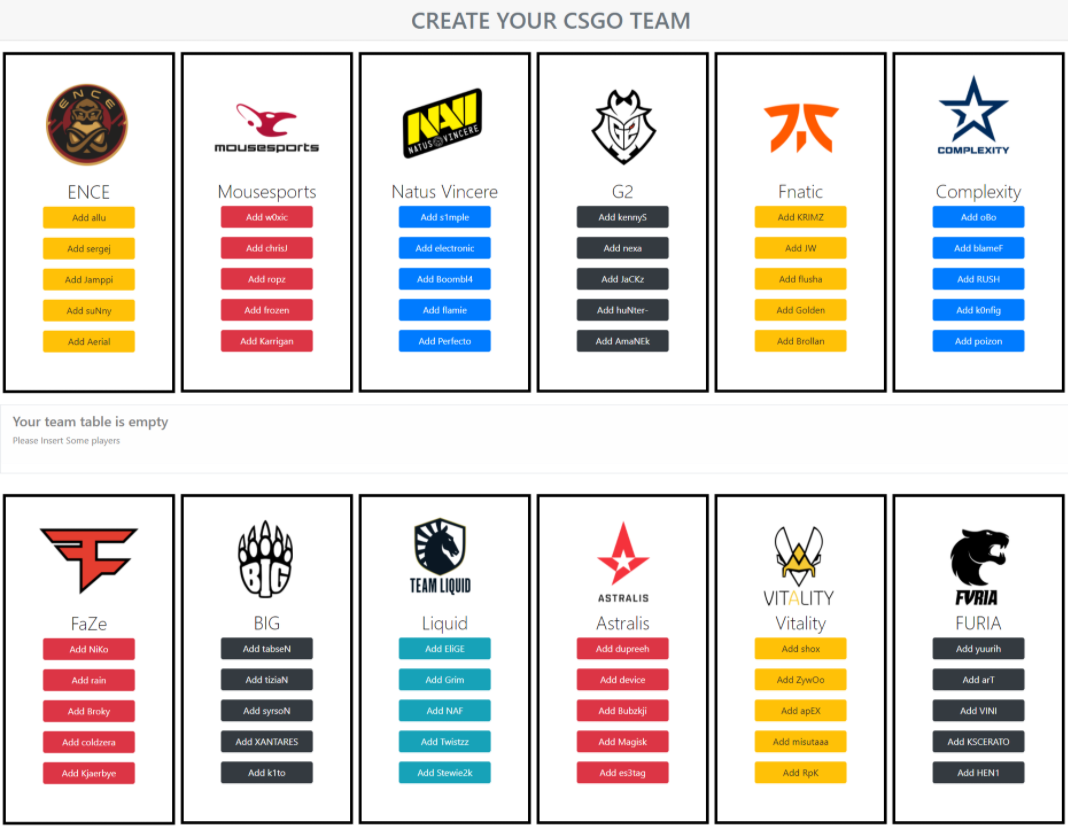 CREATE YOUR CSGO TEAM
ENCE
mousesports
NAVI
NATUS VINCERE
G2
COMPLEXITY
ENCE
Mousesports
Natus Vincere
G2
Fnatic
Complexity
Add allu
Add w0xic
Add s1mple
Add kennyS
Add KRIMZ
Add oBo
Add sergej
Add chrisJ
Add electronic
Add nexa
Add JW
Add blameF
Add Jamppi
Add ropz
Add Boombl4
Add JaCKz
Add flusha
Add RUSH
Add suNny
Add frozen
Add flamie
Add huNter-
Add Golden
Add k0nfig
Add Aerial
Add Karrigan
Add Perfecto
Add AmaNEk
Add Brollan
Add poizon
Your team table is empty
Please Insert Some players
BIG
TEAM LIQUID
ASTRALIS
VITALITY
FURIA
FaZe
BIG
Liquid
Astralis
Vitality
FURIA
Add NiKo
Add tabseN
Add EliGE
Add dupreeh
Add shox
Add yuurih
Add rain
Add tiziaN
Add Grim
Add device
Add ZywOo
Add arT
Add Broky
Add syrsoN
Add NAF
Add Bubzkji
Add apEX
Add VINI
Add coldzera
Add XANTARES
Add Twistzz
Add Magisk
Add misutaaa
Add KSCERATO
Add Kjaerbye
Add k1to
Add Stewie2k
Add es3tag
Add RpK
Add HEN1